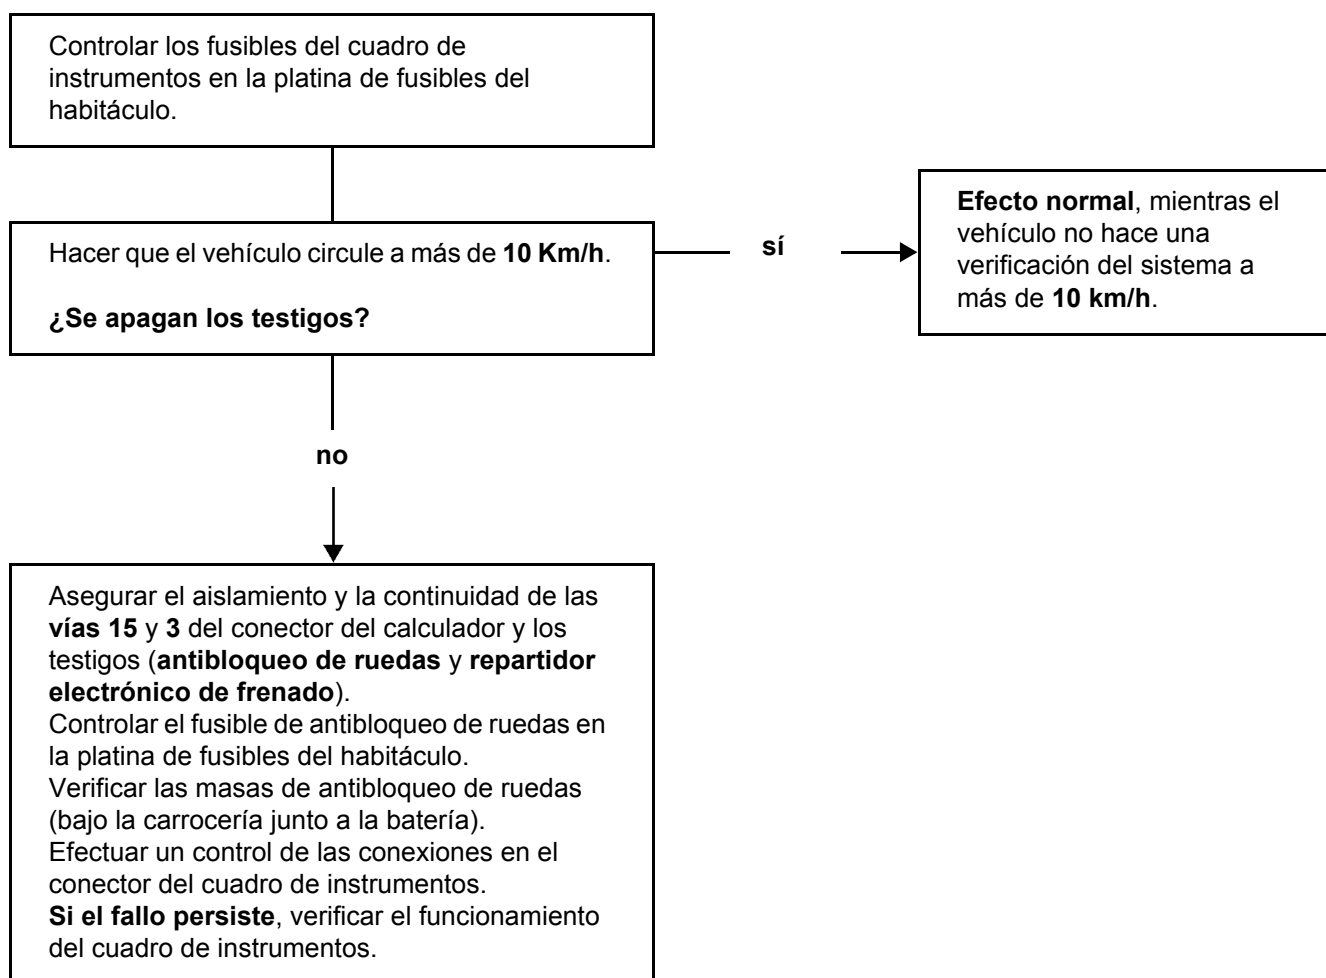 Controlar los fusibles del cuadro de
instrumentos en la platina de fusibles del
habitáculo.
Hacer que el vehículo circule a más de 10 Km/h.
¿Se apagan los testigos?
sí
Efecto normal, mientras el
vehículo no hace una
verificación del sistema a
más de 10 km/h.
no
Asegurar el aislamiento y la continuidad de las
vías 15 y 3 del conector del calculador y los
testigos (antibloqueo de ruedas y repartidor
electrónico de frenado).
Controlar el fusible de antibloqueo de ruedas en
la platina de fusibles del habitáculo.
Verificar las masas de antibloqueo de ruedas
(bajo la carrocería junto a la batería).
Efectuar un control de las conexiones en el
conector del cuadro de instrumentos.
Si el fallo persiste, verificar el funcionamiento
del cuadro de instrumentos.